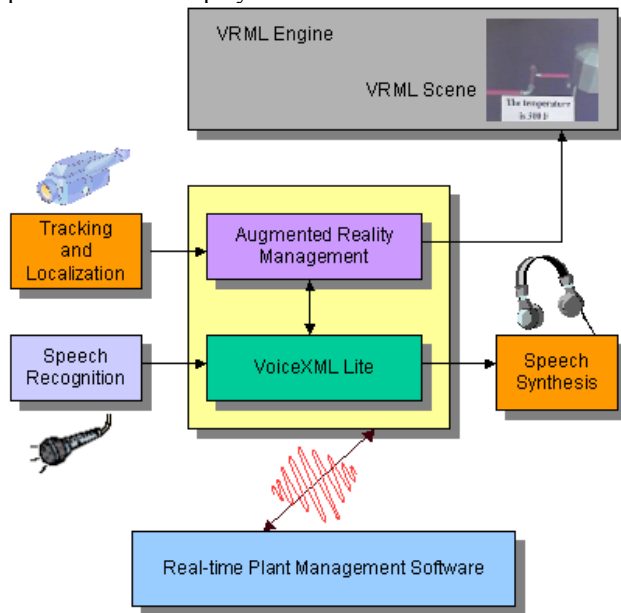 VRML Engine
VRML Scene
The temperature
is 300 F
Tracking
and
Localization
Augmented Reality
Management
Speech
Recognition
VoiceXML Lite
Speech
Synthesis
Real-time Plant Management Software